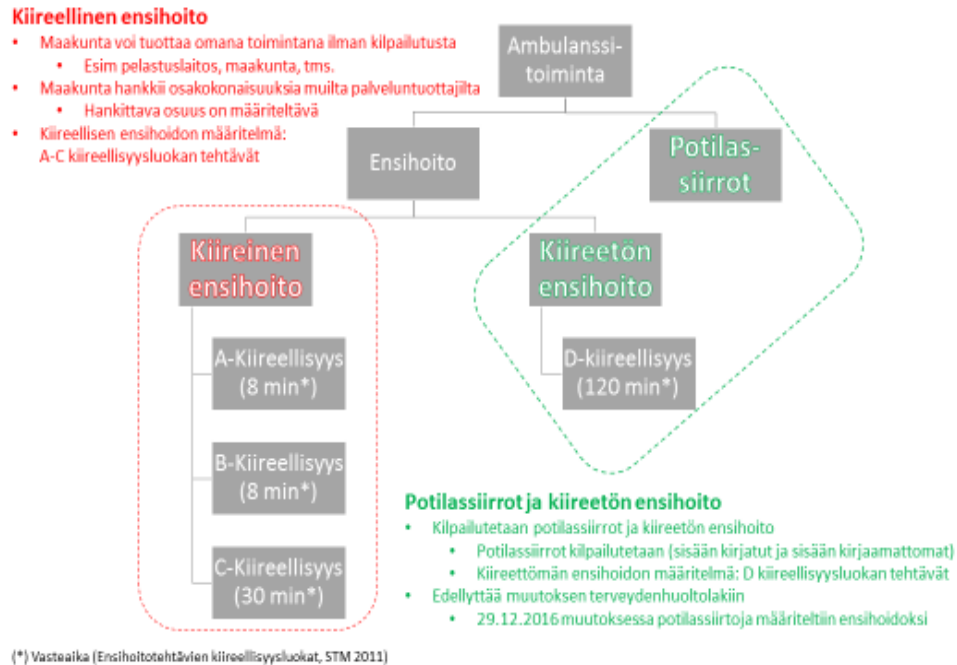 Kiireellinen ensihoito
• Maakunta voi tuottaa omana toimintana ilman kilpailutusta
• Esim pelastuslaitos, maakunta, tms.
• Maakunta hankkii osakokonaisuuksia muilta palveluntuottajilta
• Hankittava osuus on määriteltävä
• Kiireellisen ensihoidon määritelmä:
A-C kiireellisyysluokan tehtävät
Ambulanssi-
toiminta
Ensihoito
Potilas-
siirrot
Kiireinen
ensihoito
Kiireetön
ensihoito
A-Kiireellisyys
(8 min*)
D-kiireellisyys
(120 min*)
B-Kiireellisyys
(8 min*)
C-Kiireellisyys
(30 min*)
Potilassiirrot ja kiireetön ensihoito
• Kilpailutetaan potilassiirrot ja kiireetön ensihoito
• Potilassiirrot kilpailutetaan (sisään kirjatut ja sisään kirjaamattomat)
• Kiireettömän ensihoidon määritelmä: D kiireellisyysluokan tehtävät
• Edellyttää muutoksen terveydenhuoltolakiin
• 29.12.2016 muutoksessa potilassiirtoja määriteltiin ensihoidoksi
(*) Vasteaika (Ensihoitotehtävien kiireellisyysluokat, STM 2011)